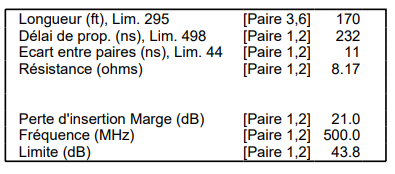 Longueur (ft), Lim. 295 [Paire 3,6] 170
Délai de prop. (ns), Lim. 498 [Paire 1,2] 232
Ecart entre paires (ns), Lim. 44 [Paire 1,2] 11
Résistance (ohms) [Paire 1,2] 8.17
Perte d'insertion Marge (dB) [Paire 1,2] 21.0
Fréquence (MHz) [Paire 1,2] 500.0
Limite (dB) [Paire 1,2] 43.8